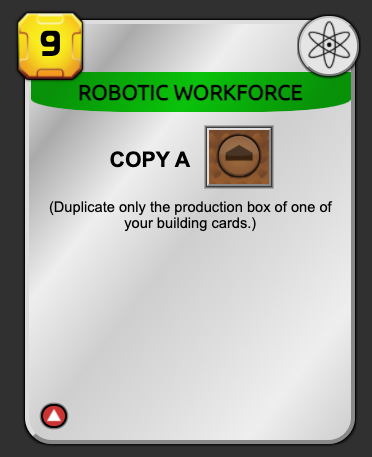 9
ROBOTIC WORKFORCE
COPY A
(Duplicate only the production box of one of
your building cards.)